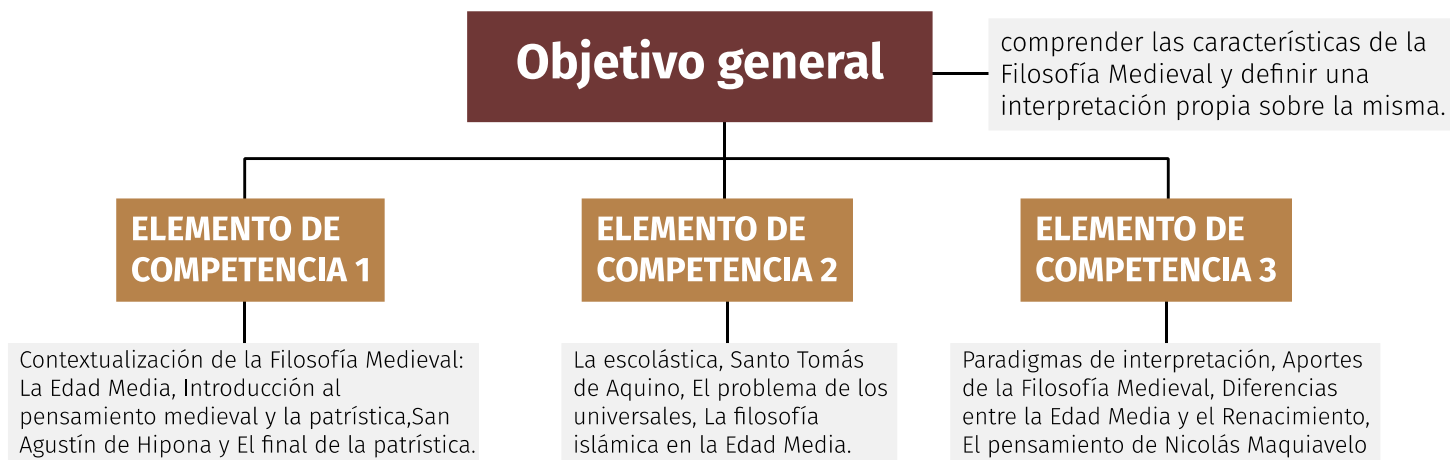 Objetivo general
comprender las características de la
Filosofía Medieval y definir una
interpretación propia sobre la misma.
ELEMENTO DE
COMPETENCIA 1
ELEMENTO DE
COMPETENCIA 2
ELEMENTO DE
COMPETENCIA 3
Contextualización de la Filosofía Medieval:
La Edad Media, Introducción al
pensamiento medieval y la patrística,San
Agustín de Hipona y El final de la patrística.
La escolástica, Santo Tomás
de Aquino, El problema de los
universales, La filosofía
islámica en la Edad Media.
Paradigmas de interpretación, Aportes
de la Filosofía Medieval, Diferencias
entre la Edad Media y el Renacimiento,
El pensamiento de Nicolás Maquiavelo